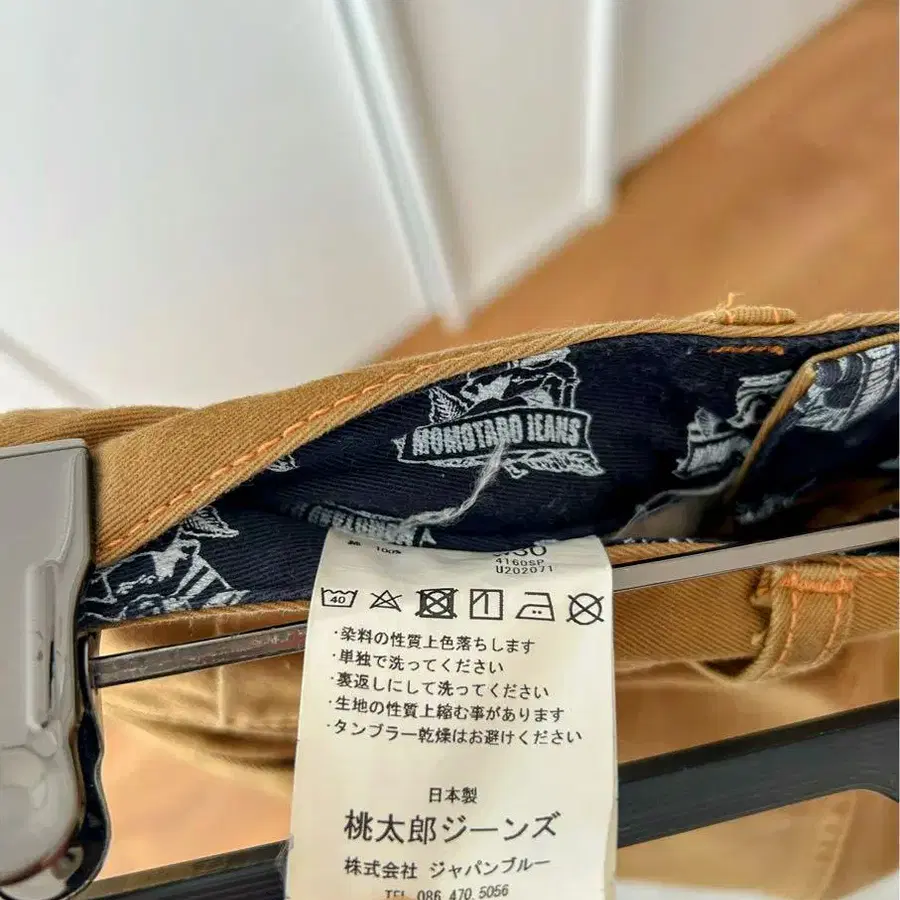 MOMOTARO JEANS
100%
4160SP
U202071
40
・染料の性質上色落ちします
・単独で洗ってください
・裏返しにして洗ってください
・生地の性質上縮む事があります
・タンブラー乾燥はお避けください
日本製
桃太郎ジーンズ
株式会社 ジャパンブルー
TEL 086.470.5056